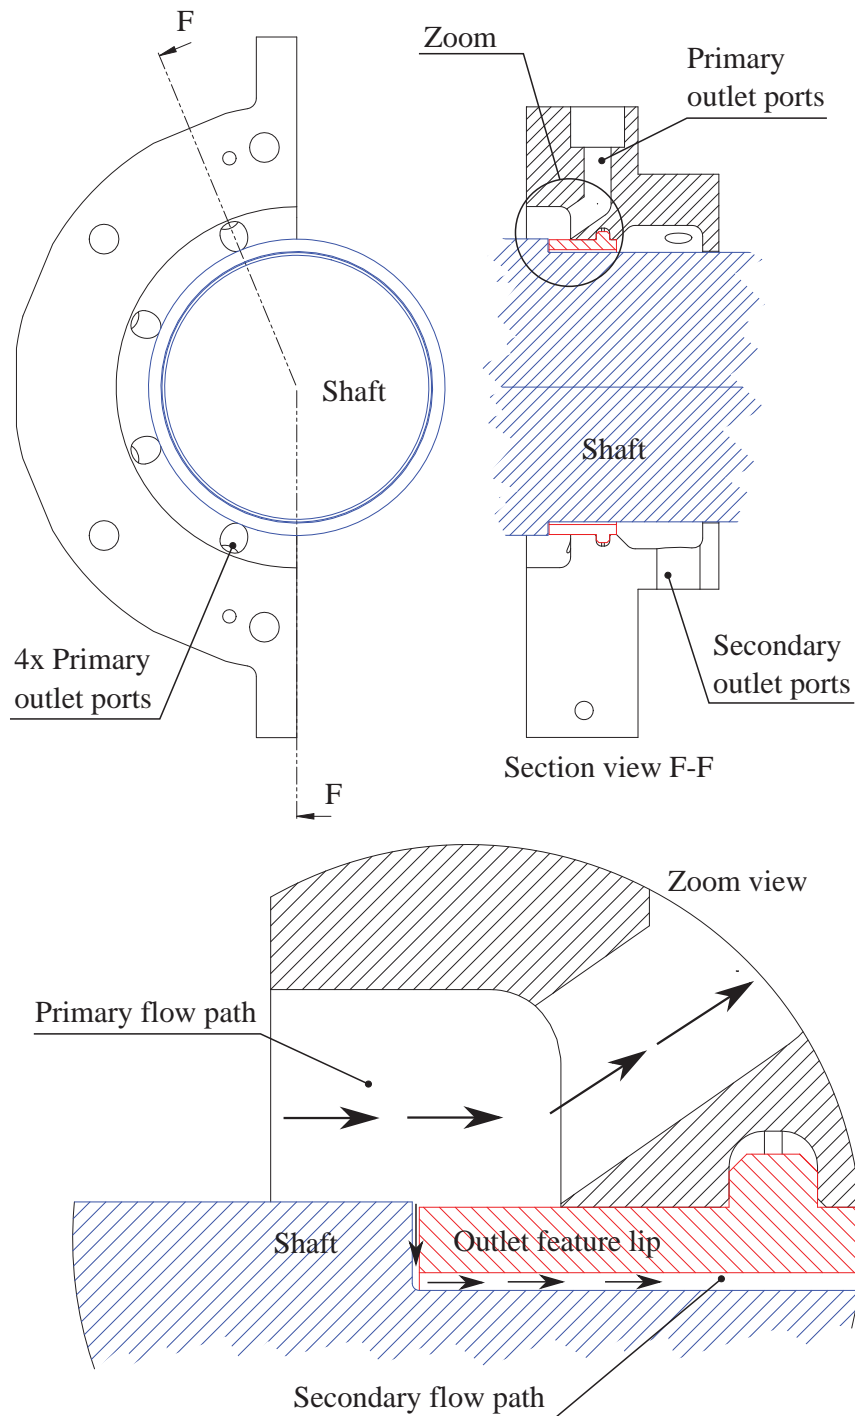 F
Zoom
Primary
outlet ports
Shaft
Shaft
4x Primary
outlet ports
Secondary
outlet ports
Section view F-F
F
Zoom view
Primary flow path
Shaft
Outlet feature lip
Secondary flow path